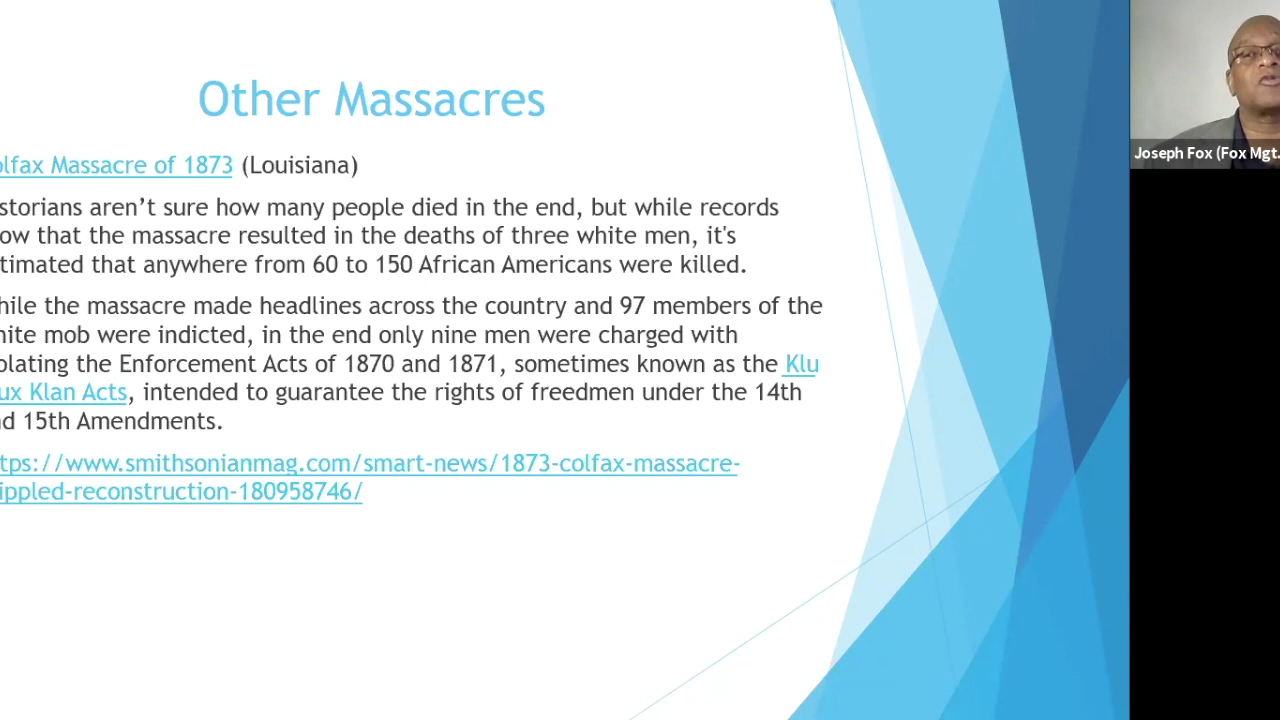 Other Massacres
olfax Massacre of 1873 (Louisiana)
storians aren’t sure how many people died in the end, but while records
ow that the massacre resulted in the deaths of three white men, it's
timated that anywhere from 60 to 150 African Americans were killed.
hile the massacre made headlines across the country and 97 members of the
hite mob were indicted, in the end only nine men were charged with
olating the Enforcement Acts of 1870 and 1871, sometimes known as the Klu
ux Klan Acts, intended to guarantee the rights of freedmen under the 14th
d 15th Amendments.
tps://www.smithsonianmag.com/smart-news/1873-colfax-massacre-
ippled-reconstruction-180958746/
Joseph Fox (Fox Mgt.